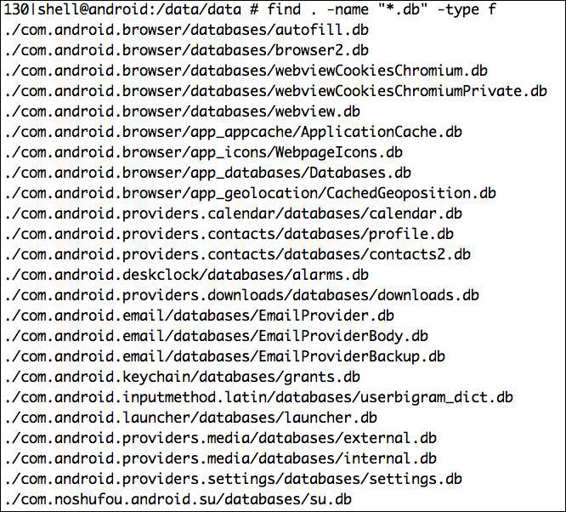 130|shell@android:/data/data # find . -name "*.db" -type f
./com.android.browser/databases/autofill.db
./com.android.browser/databases/browser2.db
./com.android.browser/databases/webviewCookiesChromium.db
./com.android.browser/databases/webviewCookiesChromiumPrivate.db
./com.android.browser/databases/webview.db
./com.android.browser/app_appcache/ApplicationCache.db
./com.android.browser/app_icons/WebpageIcons.db
./com.android.browser/app_databases/Databases.db
./com.android.browser/app_geolocation/CachedGeoposition.db
./com.android.providers.calendar/databases/calendar.db
./com.android.providers.contacts/databases/profile.db
./com.android.providers.contacts/databases/contacts2.db
./com.android.deskclock/databases/alarms.db
./com.android.providers.downloads/databases/downloads.db
./com.android.email/databases/EmailProvider.db
./com.android.email/databases/EmailProviderBody.db
./com.android.email/databases/EmailProviderBackup.db
./com.android.keychain/databases/grants.db
./com.android.inputmethod.latin/databases/userbigram_dict.db
./com.android.launcher/databases/launcher.db
./com.android.providers.media/databases/external.db
./com.android.providers.media/databases/internal.db
./com.android.providers.settings/databases/settings.db
./com.noshufou.android.su/databases/su.db